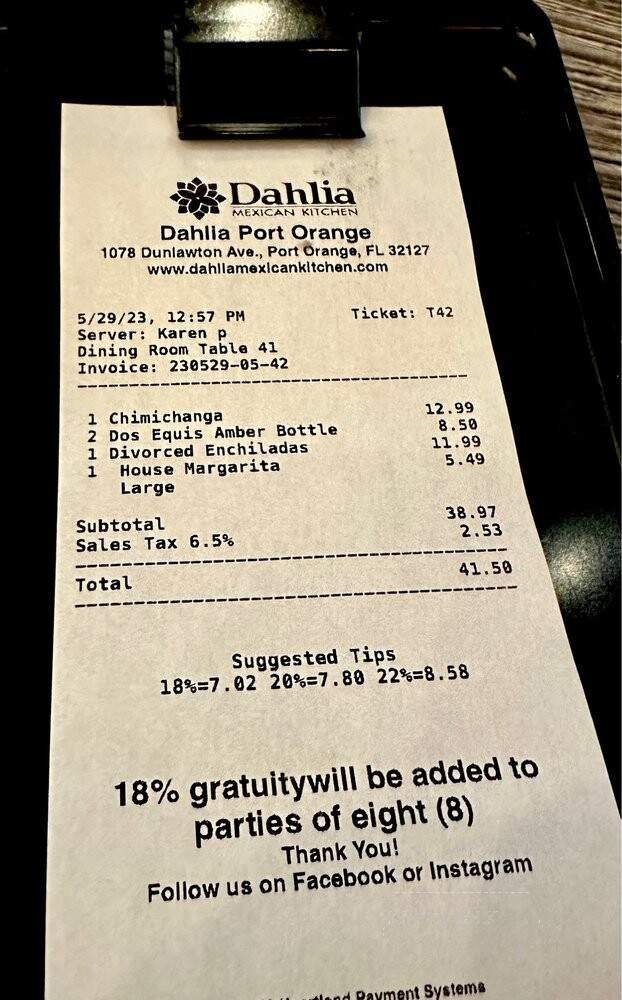 Dahlia
MEXICAN KITCHEN
Dahlia Port Orange
1078 Dunlawton Ave., Port Orange, FL 32127
www.dahliamexicankitchen.com
5/29/23, 12:57 PM Ticket: T42
Server: Karen p
Dining Room Table 41
Invoice: 230529-05-42
1 Chimichanga 12.99
2 Dos Equis Amber Bottle 8.50
1 Divorced Enchiladas 11.99
1 House Margarita 5.49
Large
Subtotal 38.97
Sales Tax 6.5% 2.53
Total 41.50
Suggested Tips
18%=7.02 20%=7.80 22%=8.58
18% gratuitywill be added to
parties of eight (8)
Thank You!
Follow us on Facebook or Instagram
Payment Systems